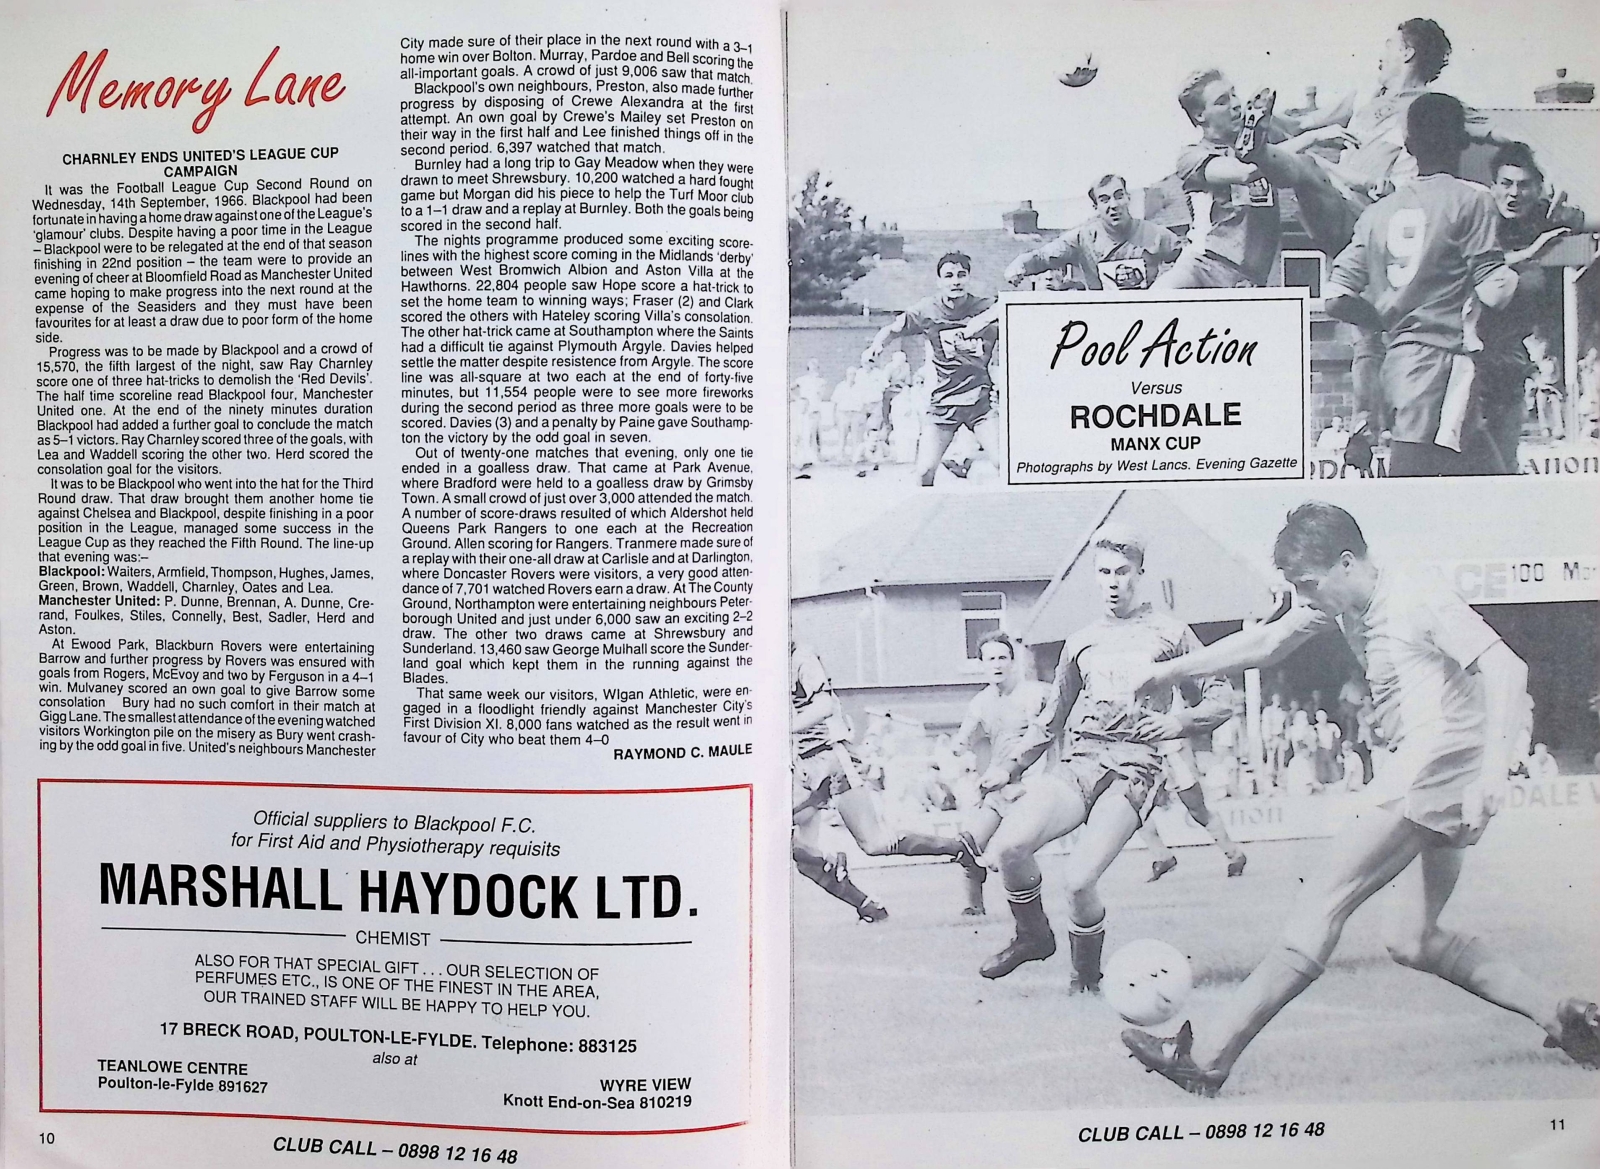 Memory Lane
CHARNLEY ENDS UNITED'S LEAGUE CUP
CAMPAIGN
It was the Football League Cup Second Round on
Wednesday, 14th September, 1966. Blackpool had been
fortunate in having a home draw against one of the League's
'glamour' clubs. Despite having a poor time in the League
– Blackpool were to be relegated at the end of that season
finishing in 22nd position – the team were to provide an
evening of cheer at Bloomfield Road as Manchester United
came hoping to make progress into the next round at the
expense of the Seasiders and they must have been
favourites for at least a draw due to poor form of the home
side.
Progress was to be made by Blackpool and a crowd of
15,570, the fifth largest of the night, saw Ray Charnley
score one of three hat-tricks to demolish the 'Red Devils'.
The half time scoreline read Blackpool four, Manchester
United one. At the end of the ninety minutes duration
Blackpool had added a further goal to conclude the match
as 5–1 victors. Ray Charnley scored three of the goals, with
Lea and Waddell scoring the other two. Herd scored the
consolation goal for the visitors.
It was to be Blackpool who went into the hat for the Third
Round draw. That draw brought them another home tie
against Chelsea and Blackpool, despite finishing in a poor
position in the League, managed some success in the
League Cup as they reached the Fifth Round. The line-up
that evening was:–
Blackpool: Waiters, Armfield, Thompson, Hughes, James,
Green, Brown, Waddell, Charnley, Oates and Lea.
Manchester United: P. Dunne, Brennan, A. Dunne, Cre-
rand, Foulkes, Stiles, Connelly, Best, Sadler, Herd and
Aston.
At Ewood Park, Blackburn Rovers were entertaining
Barrow and further progress by Rovers was ensured with
goals from Rogers, McEvoy and two by Ferguson in a 4–1
win. Mulvaney scored an own goal to give Barrow some
consolation Bury had no such comfort in their match at
Gigg Lane. The smallest attendance of the evening watched
visitors Workington pile on the misery as Bury went crash-
ing by the odd goal in five. United's neighbours Manchester
City made sure of their place in the next round with a 3–1
home win over Bolton. Murray, Pardoe and Bell scoring the
all-important goals. A crowd of just 9,006 saw that match.
Blackpool's own neighbours, Preston, also made further
progress by disposing of Crewe Alexandra at the first
attempt. An own goal by Crewe's Mailey set Preston on
their way in the first half and Lee finished things off in the
second period. 6,397 watched that match.
Burnley had a long trip to Gay Meadow when they were
drawn to meet Shrewsbury. 10,200 watched a hard fought
game but Morgan did his piece to help the Turf Moor club
to a 1–1 draw and a replay at Burnley. Both the goals being
scored in the second half.
The nights programme produced some exciting score-
lines with the highest score coming in the Midlands 'derby'
between West Bromwich Albion and Aston Villa at the
Hawthorns. 22,804 people saw Hope score a hat-trick to
set the home team to winning ways; Fraser (2) and Clark
scored the others with Hateley scoring Villa's consolation.
The other hat-trick came at Southampton where the Saints
had a difficult tie against Plymouth Argyle. Davies helped
settle the matter despite resistence from Argyle. The score
line was all-square at two each at the end of forty-five
minutes, but 11,554 people were to see more fireworks
during the second period as three more goals were to be
scored. Davies (3) and a penalty by Paine gave Southamp-
ton the victory by the odd goal in seven.
Out of twenty-one matches that evening, only one tie
ended in a goalless draw. That came at Park Avenue,
where Bradford were held to a goalless draw by Grimsby
Town. A small crowd of just over 3,000 attended the match.
A number of score-draws resulted of which Aldershot held
Queens Park Rangers to one each at the Recreation
Ground. Allen scoring for Rangers. Tranmere made sure of
a replay with their one-all draw at Carlisle and at Darlington,
where Doncaster Rovers were visitors, a very good atten-
dance of 7,701 watched Rovers earn a draw. At The County
Ground, Northampton were entertaining neighbours Peter-
borough United and just under 6,000 saw an exciting 2–2
draw. The other two draws came at Shrewsbury and
Sunderland. 13,460 saw George Mulhall score the Sunder-
land goal which kept them in the running against the
Blades.
That same week our visitors, WIgan Athletic, were en-
gaged in a floodlight friendly against Manchester City's
First Division XI. 8,000 fans watched as the result went in
favour of City who beat them 4–0
RAYMOND C. MAULE
Official suppliers to Blackpool F.C.
for First Aid and Physiotherapy requisits
MARSHALL HAYDOCK LTD.
CHEMIST
ALSO FOR THAT SPECIAL GIFT . . . OUR SELECTION OF
PERFUMES ETC., IS ONE OF THE FINEST IN THE AREA,
OUR TRAINED STAFF WILL BE HAPPY TO HELP YOU.
17 BRECK ROAD, POULTON-LE-FYLDE. Telephone: 883125
also at
TEANLOWE CENTRE
Poulton-le-Fylde 891627
WYRE VIEW
Knott End-on-Sea 810219
10
CLUB CALL – 0898 12 16 48
9
Pool Action
Versus
ROCHDALE
MANX CUP
Photographs by West Lancs. Evening Gazette
anon
CE 100 Mar
DALE V
anon
CLUB CALL – 0898 12 16 48
11